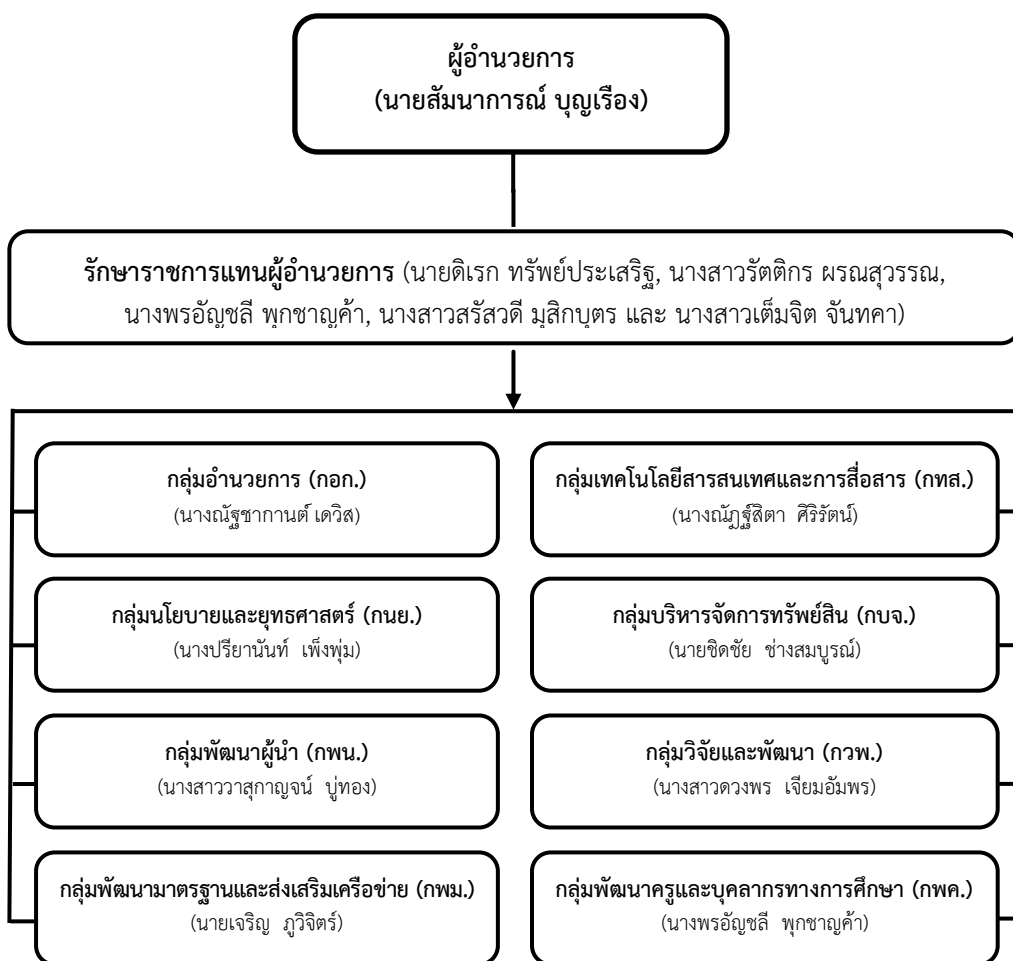 ผู้อำนวยการ
(นายสัมนาการณ์ บุญเรือง)
รักษาราชการแทนผู้อำนวยการ (นายดิเรก ทรัพย์ประเสริฐ, นางสาวรัตติกร ผรณสุวรรณ,
นางพรอัญชลี พุกชาญค้า, นางสาวสรัสวดี มุสิกบุตร และ นางสาวเต็มจิต จันทคา)
กลุ่มอำนวยการ (กอก.)
(นางณัฐชากานต์ เดวิส)
กลุ่มเทคโนโลยีสารสนเทศและการสื่อสาร (กทส.)
(นางณัฏฐ์สิตา ศิริรัตน์)
กลุ่มนโยบายและยุทธศาสตร์ (กนย.)
(นางปรียานันท์ เพ็งพุ่ม)
กลุ่มบริหารจัดการทรัพย์สิน (กบจ.)
(นายชิดชัย ช่างสมบูรณ์)
กลุ่มพัฒนาผู้นำ (กพน.)
(นางสาววาสุกาญจน์ บู่ทอง)
กลุ่มวิจัยและพัฒนา (กวพ.)
(นางสาวดวงพร เจียมอัมพร)
กลุ่มพัฒนามาตรฐานและส่งเสริมเครือข่าย (กพม.)
(นายเจริญ ภูวิจิตร์)
กลุ่มพัฒนาครูและบุคลากรทางการศึกษา (กพค.)
(นางพรอัญชลี พุกชาญค้า)